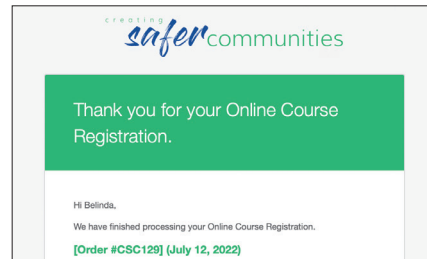 creating
safer communities
Thank you for your Online Course
Registration.
Hi Belinda,
We have finished processing your Online Course Registration.
[Order #CSC129] (July 12, 2022)